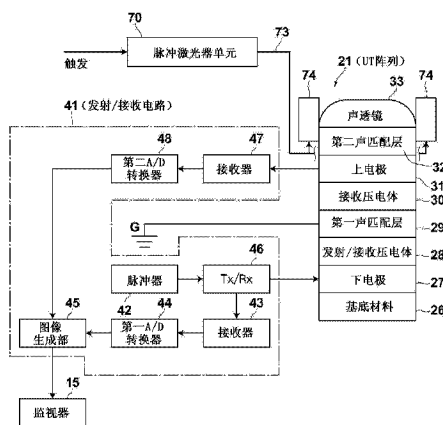 70
73
脉冲激光器单元
触发
21 (UT阵列)
74
33
74
41 (发射/接收电路)
声透镜
48
47
第二声匹配层
32
第二A/D
转换器
接收器
上电极
31
接收压电体
30
G
第一声匹配层
29
46
发射/接收压电体
28
脉冲器
Tx/Rx
下电极
27
45
42
44
43
基底材料
26
图像
生成部
第一A/D
转换器
接收器
15
监视器